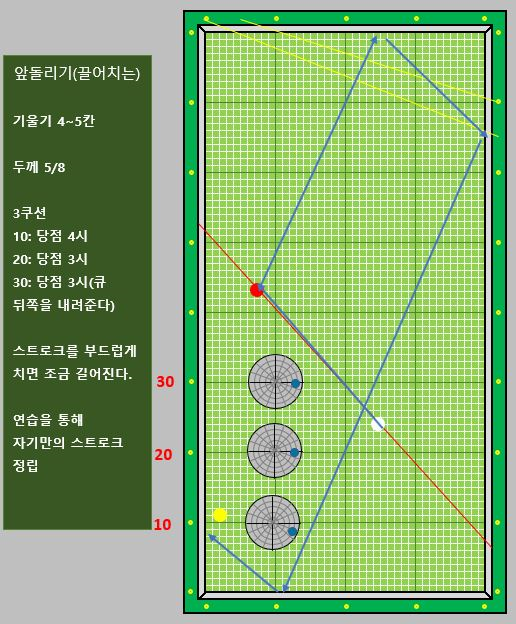 앞돌리기(끌어치는)
기울기 4~5칸
두께 5/8
3쿠션
10: 당점 4시
20: 당점 3시
30: 당점 3시(큐
뒤쪽을 내려준다)
스트로크를 부드럽게
치면 조금 길어진다.
연습을 통해
자기만의 스트로크
정립
30
20
10